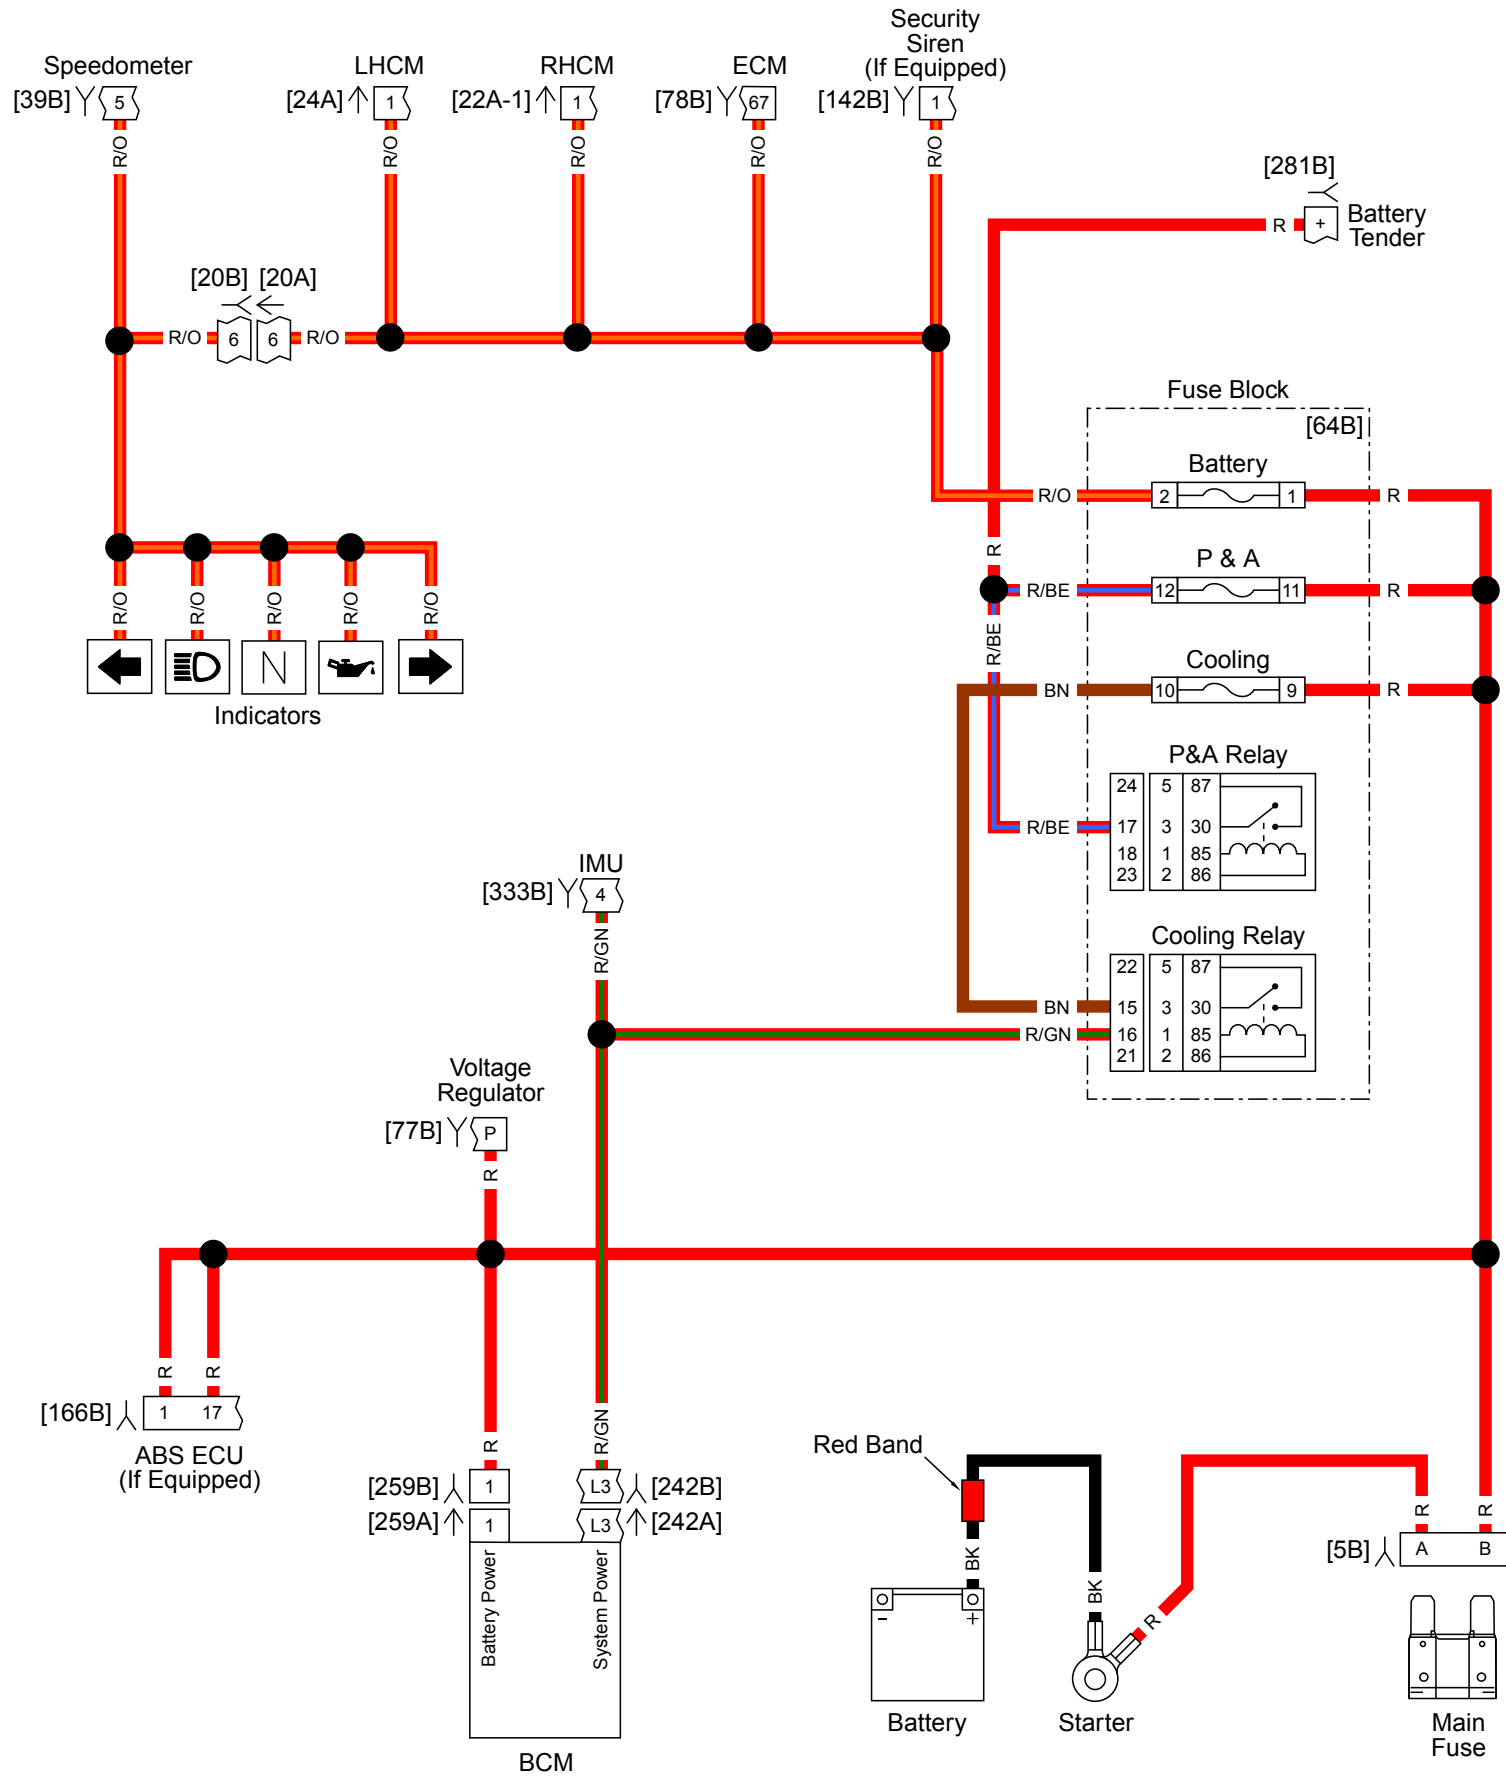 Security
Siren
(If Equipped)
Speedometer
LHCM
RHCM
ECM
[39B] 5
[24A] 1
[22A-1] 1
[78B] 67
[142B] 1
R/O
R/O
R/O
R/O
R/O
[281B]
+
Battery
Tender
R
[20B] [20A]
R/O 6 6 R/O
Fuse Block
[64B]
Battery
R/O 2 1 R
R
P & A
R/BE 12 11 R
R/BE
Cooling
BN 10 9 R
R/O
R/O
R/O
R/O
R/O
N
Indicators
P&A Relay
24 5 87
R/BE 17 3 30
18 1 85
23 2 86
IMU
[333B] 4
R/GN
Cooling Relay
22 5 87
BN 15 3 30
R/GN 16 1 85
21 2 86
Voltage
Regulator
[77B] P
R
R
R
[166B] 1 17
ABS ECU
(If Equipped)
R
R/GN
[259B] 1 L3 [242B]
[259A] 1 L3 [242A]
Battery Power
System Power
BCM
Red Band
BK
BK
R
R
R
[5B] A B
- +
Battery
Starter
Main
Fuse